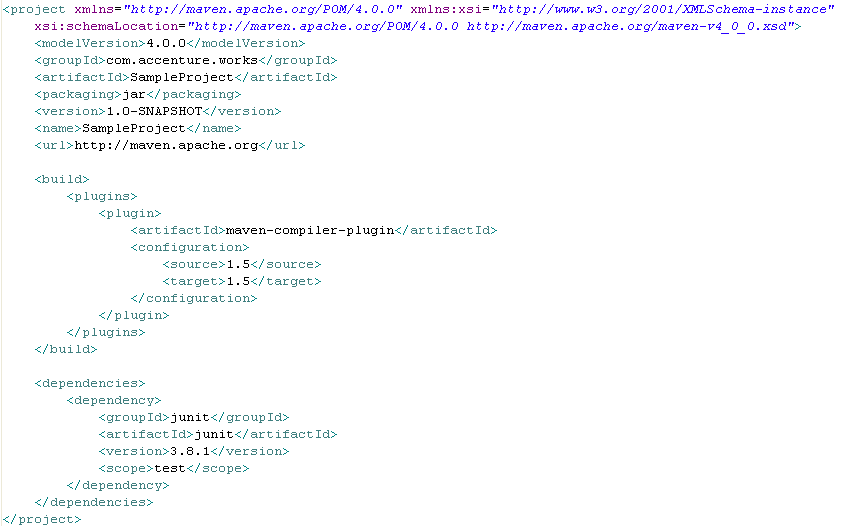 <project xmlns="http://maven.apache.org/POM/4.0.0" xmlns:xsi="http://www.w3.org/2001/XMLSchema-instance"
    xsi:schemaLocation="http://maven.apache.org/POM/4.0.0 http://maven.apache.org/maven-v4_0_0.xsd">
    <modelVersion>4.0.0</modelVersion>
    <groupId>com.accenture.works</groupId>
    <artifactId>SampleProject</artifactId>
    <packaging>jar</packaging>
    <version>1.0-SNAPSHOT</version>
    <name>SampleProject</name>
    <url>http://maven.apache.org</url>

    <build>
        <plugins>
            <plugin>
                <artifactId>maven-compiler-plugin</artifactId>
                <configuration>
                    <source>1.5</source>
                    <target>1.5</target>
                </configuration>
            </plugin>
        </plugins>
    </build>

    <dependencies>
        <dependency>
            <groupId>junit</groupId>
            <artifactId>junit</artifactId>
            <version>3.8.1</version>
            <scope>test</scope>
        </dependency>
    </dependencies>
</project>